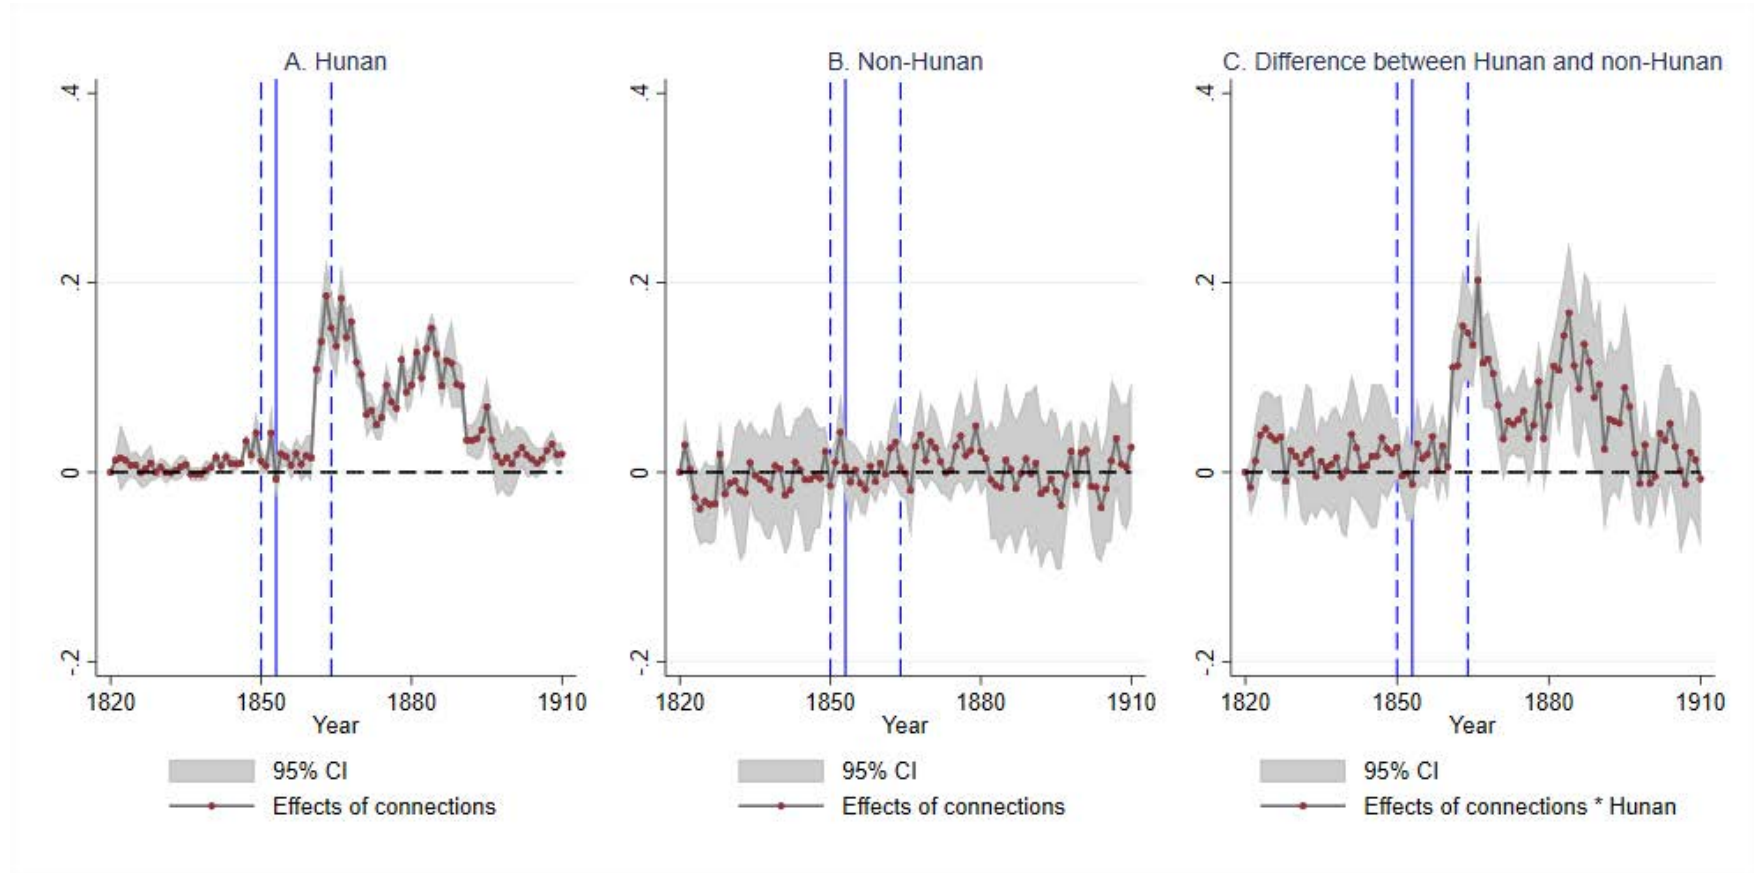 A. Hunan
.4
.2
0
-.2
1820 1850 1880 1910
Year
95% CI
Effects of connections
B. Non-Hunan
.4
.2
0
-.2
1820 1850 1880 1910
Year
95% CI
Effects of connections
C. Difference between Hunan and non-Hunan
.4
.2
0
-.2
1820 1850 1880 1910
Year
95% CI
Effects of connections * Hunan